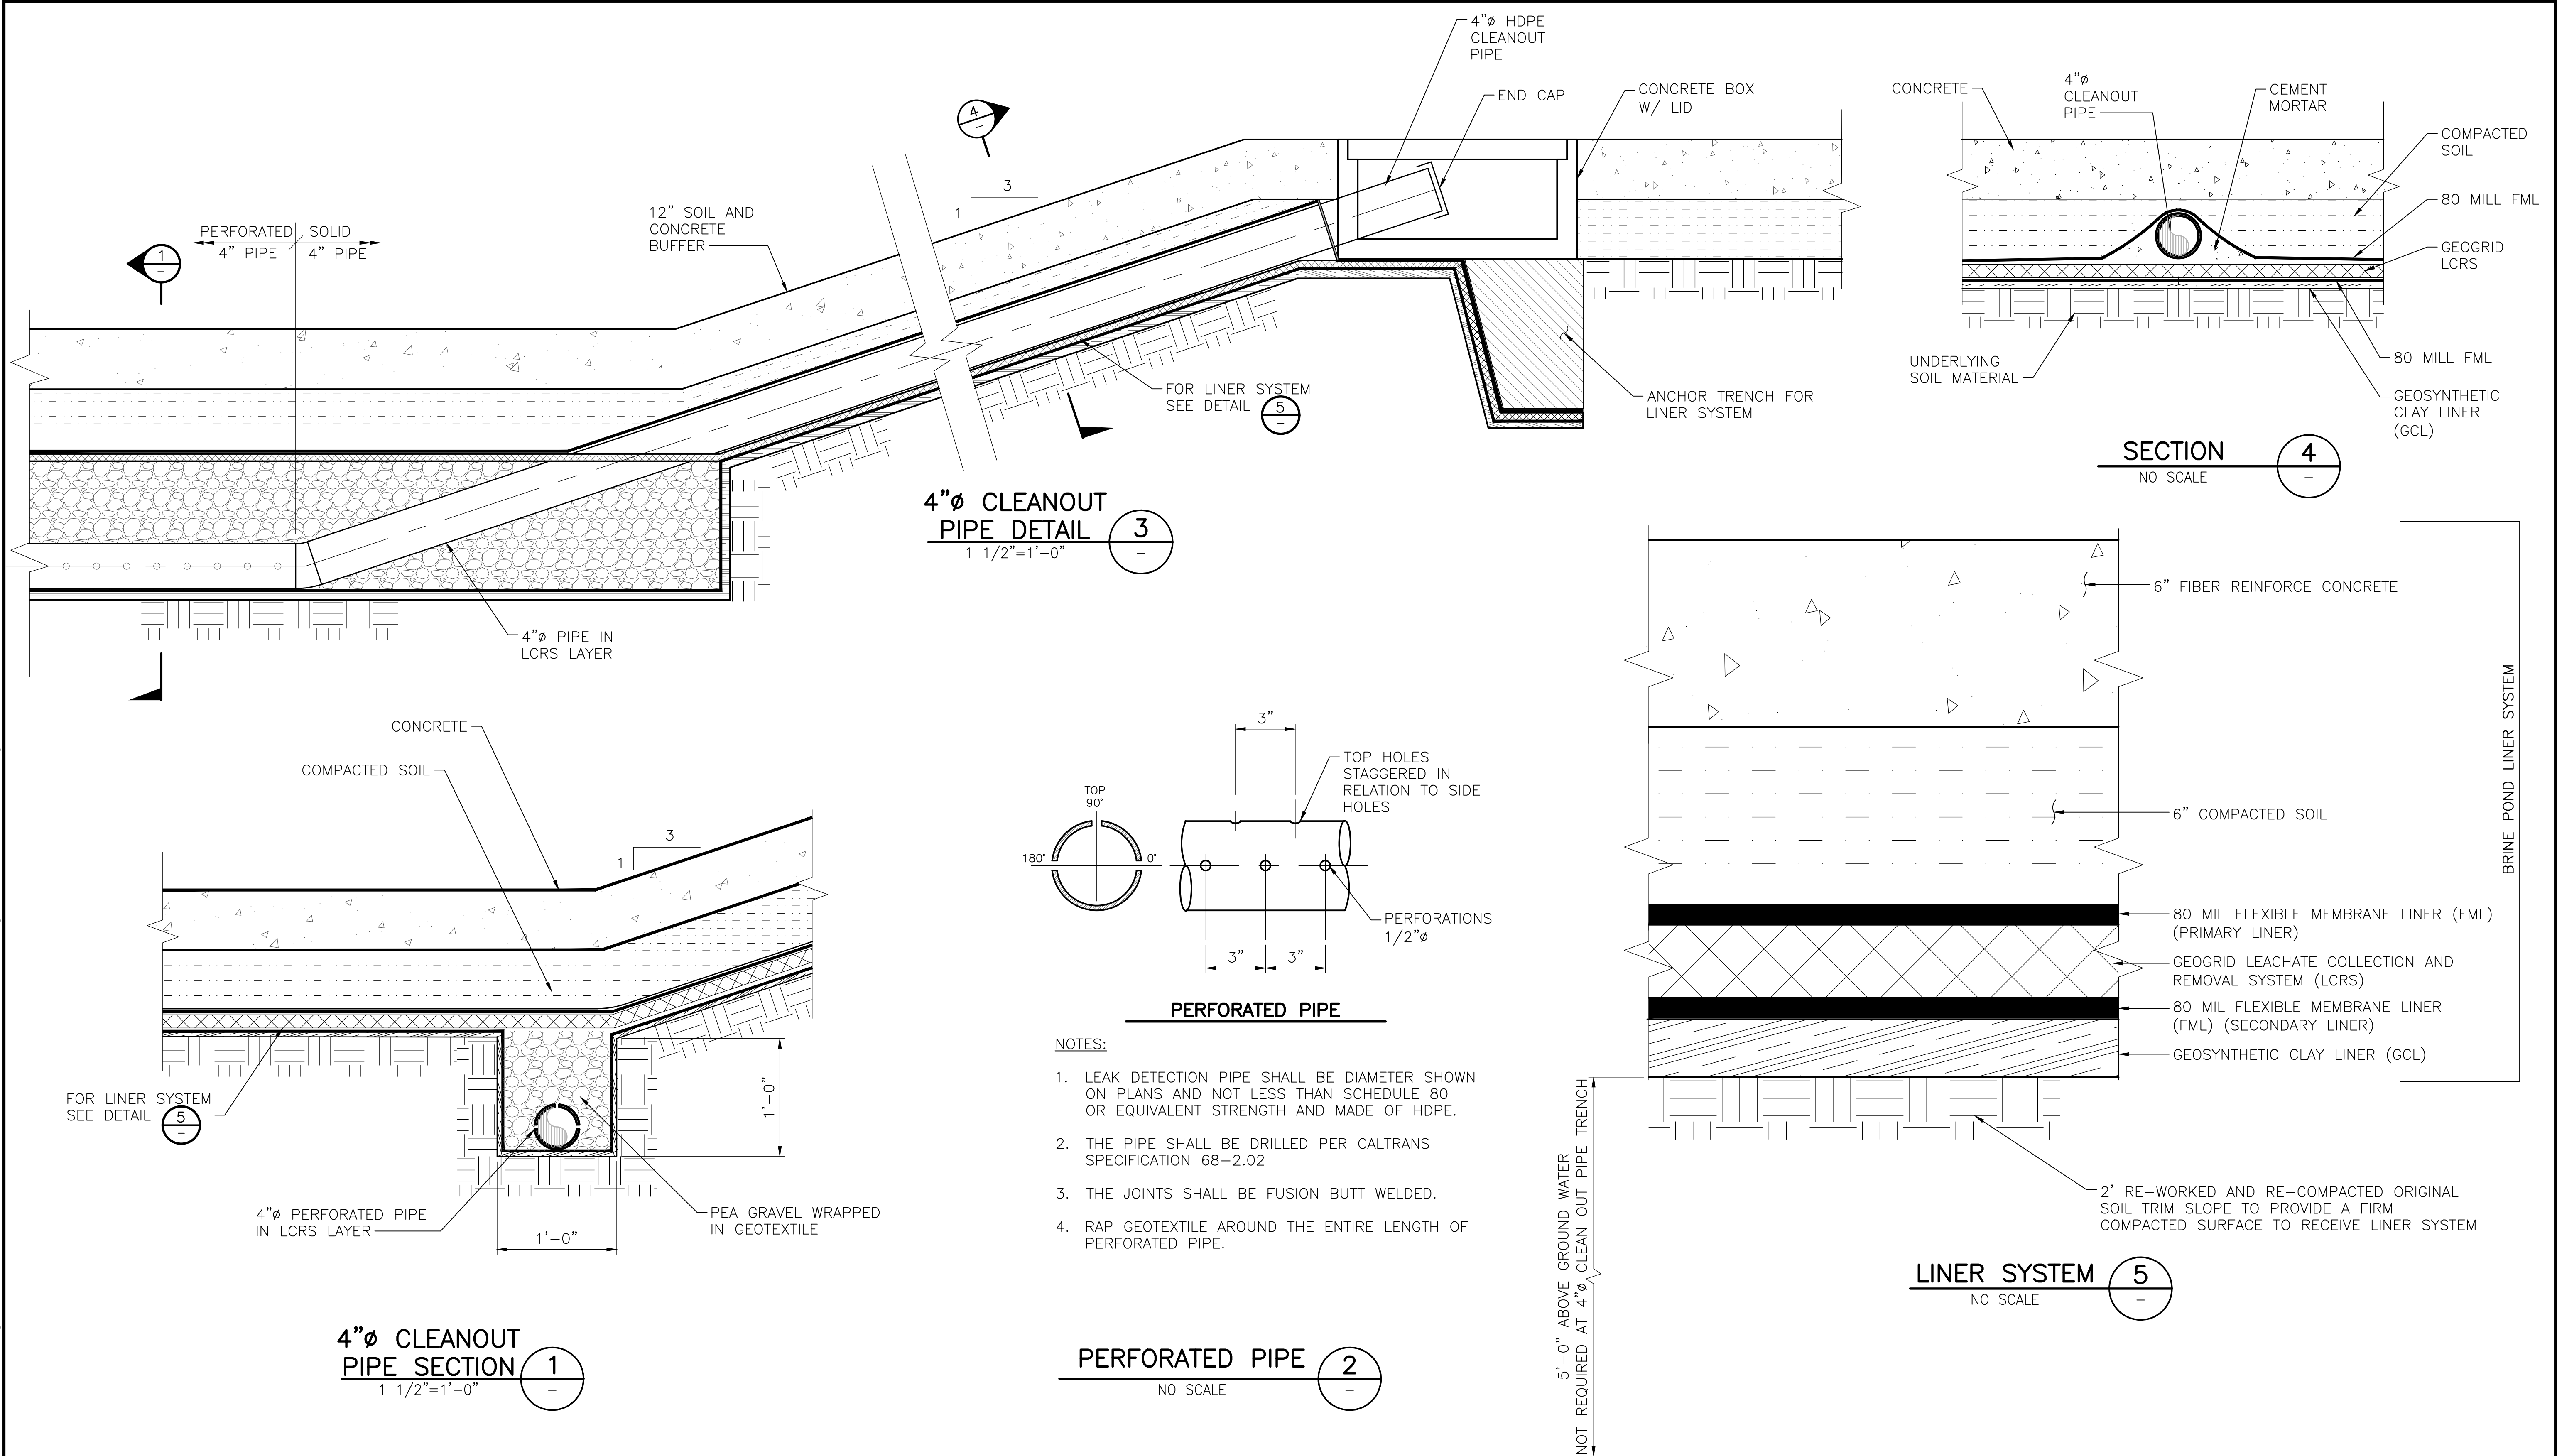 4"ø HDPE
CLEANOUT
PIPE
END CAP
CONCRETE BOX
W/ LID
4
-
3
1
12" SOIL AND
CONCRETE
BUFFER
PERFORATED
4" PIPE
SOLID
4" PIPE
1
-
FOR LINER SYSTEM
SEE DETAIL
5
-
ANCHOR TRENCH FOR
LINER SYSTEM
4"ø PIPE IN
LCRS LAYER
4"ø CLEANOUT
PIPE DETAIL
3
-
1 1/2"=1'-0"
CONCRETE
4"ø
CLEANOUT
PIPE
CEMENT
MORTAR
COMPACTED
SOIL
80 MILL FML
GEOGRID
LCRS
UNDERLYING
SOIL MATERIAL
80 MILL FML
GEOSYNTHETIC
CLAY LINER
(GCL)
SECTION
4
-
NO SCALE
CONCRETE
COMPACTED SOIL
3
1
FOR LINER SYSTEM
SEE DETAIL
5
-
1'-0"
4"ø PERFORATED PIPE
IN LCRS LAYER
PEA GRAVEL WRAPPED
IN GEOTEXTILE
1'-0"
4"ø CLEANOUT
PIPE SECTION
1
-
1 1/2"=1'-0"
3"
TOP HOLES
STAGGERED IN
RELATION TO SIDE
HOLES
TOP
90°
180°
0°
PERFORATIONS
1/2"ø
3"
3"
PERFORATED PIPE
NOTES:
1. LEAK DETECTION PIPE SHALL BE DIAMETER SHOWN
ON PLANS AND NOT LESS THAN SCHEDULE 80
OR EQUIVALENT STRENGTH AND MADE OF HDPE.
2. THE PIPE SHALL BE DRILLED PER CALTRANS
SPECIFICATION 68-2.02
3. THE JOINTS SHALL BE FUSION BUTT WELDED.
4. RAP GEOTEXTILE AROUND THE ENTIRE LENGTH OF
PERFORATED PIPE.
PERFORATED PIPE
2
-
NO SCALE
6" FIBER REINFORCE CONCRETE
6" COMPACTED SOIL
80 MIL FLEXIBLE MEMBRANE LINER (FML)
(PRIMARY LINER)
GEOGRID LEACHATE COLLECTION AND
REMOVAL SYSTEM (LCRS)
80 MIL FLEXIBLE MEMBRANE LINER
(FML) (SECONDARY LINER)
GEOSYNTHETIC CLAY LINER (GCL)
BRINE POND LINER SYSTEM
2' RE-WORKED AND RE-COMPACTED ORIGINAL
SOIL TRIM SLOPE TO PROVIDE A FIRM
COMPACTED SURFACE TO RECEIVE LINER SYSTEM
5'-0" ABOVE GROUND WATER
NOT REQUIRED AT 4"ø CLEAN OUT PIPE TRENCH
LINER SYSTEM
5
-
NO SCALE